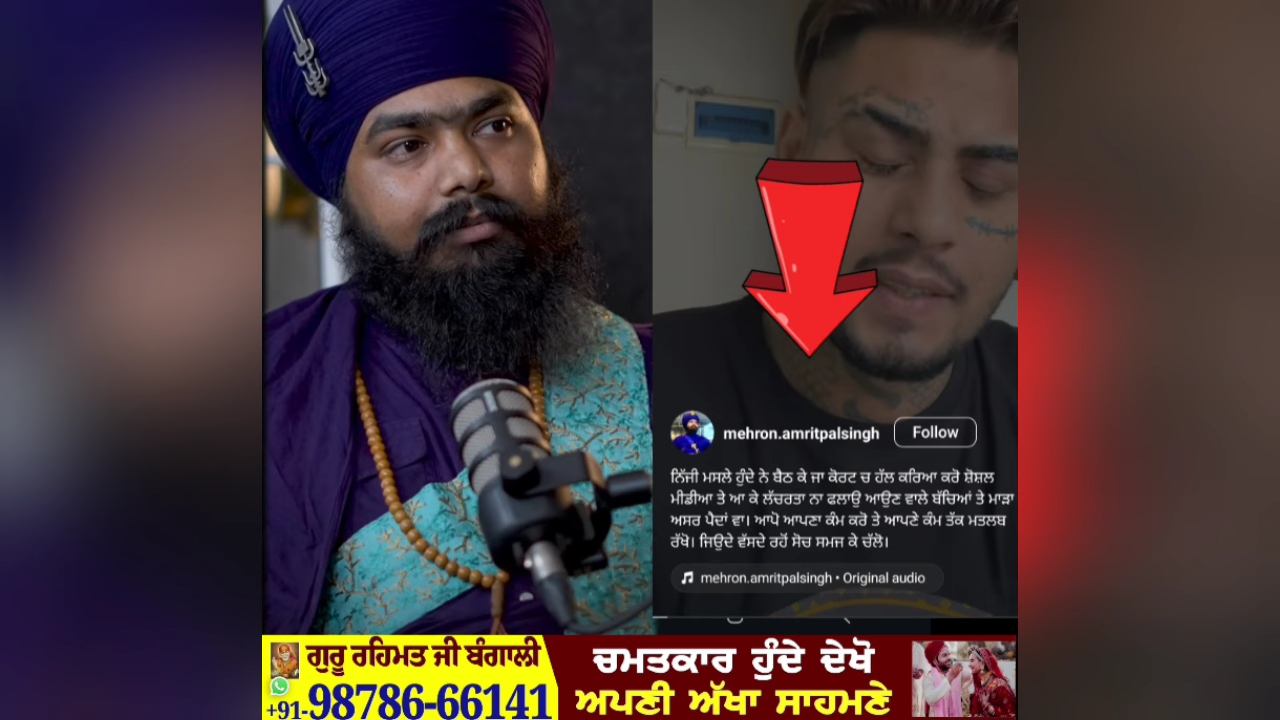 mehron.amritpalsingh
Follow
ਨਿੱਜੀ ਮਸਲੇ ਹੁੰਦੇ ਨੇ ਬੈਠ ਕੇ ਜਾ ਕੋਰਟ ਚ ਹੱਲ ਕਰਿਆ ਕਰੋ ਸ਼ੋਸ਼ਲ
ਮੀਡੀਆ ਤੇ ਆ ਕੇ ਲੱਚਰਤਾ ਨਾ ਫਲਾਉ ਆਉਣ ਵਾਲੇ ਬੱਚਿਆਂ ਤੇ ਮਾੜਾ
ਅਸਰ ਪੈਦਾਂ ਵਾ। ਆਪੋ ਆਪਣਾ ਕੰਮ ਕਰੋ ਤੇ ਆਪਣੇ ਕੰਮ ਤੱਕ ਮਤਲਬ
ਰੱਖੋ। ਜਿਉਦੇ ਵੱਸਦੇ ਰਹੋਂ ਸੋਚ ਸਮਜ ਕੇ ਚੱਲੋ।
mehron.amritpalsingh • Original audio
ਗੁਰੂ ਰਹਿਮਤ ਜੀ ਬੰਗਾਲੀ
+91-98786-66141
ਚਮਤਕਾਰ ਹੁੰਦੇ ਦੇਖੋ
ਅਪਣੀ ਅੱਖਾ ਸਾਹਮਣੇ